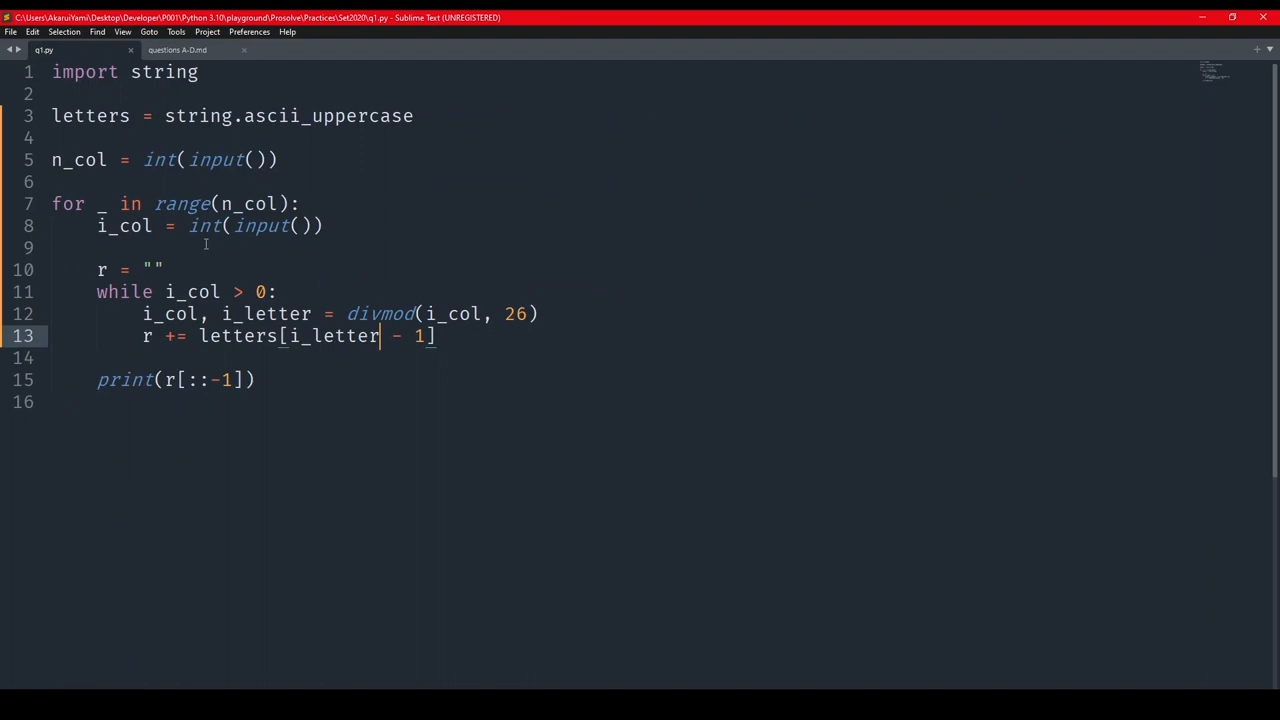 C:\Users\AkaruiYami\Desktop\Developer\P001\Python 3.10\playground\Prosolve\Practices\Set2020\q1.py - Sublime Text (UNREGISTERED)
File Edit Selection Find View Goto Tools Project Preferences Help
q1.py questions A-D.md
1 import string
2
3 letters = string.ascii_uppercase
4
5 n_col = int(input())
6
7 for _ in range(n_col):
8 i_col = int(input())
9
10 r = ""
11 while i_col > 0:
12 i_col, i_letter = divmod(i_col, 26)
13 r += letters[i_letter - 1]
14
15 print(r[::-1])
16